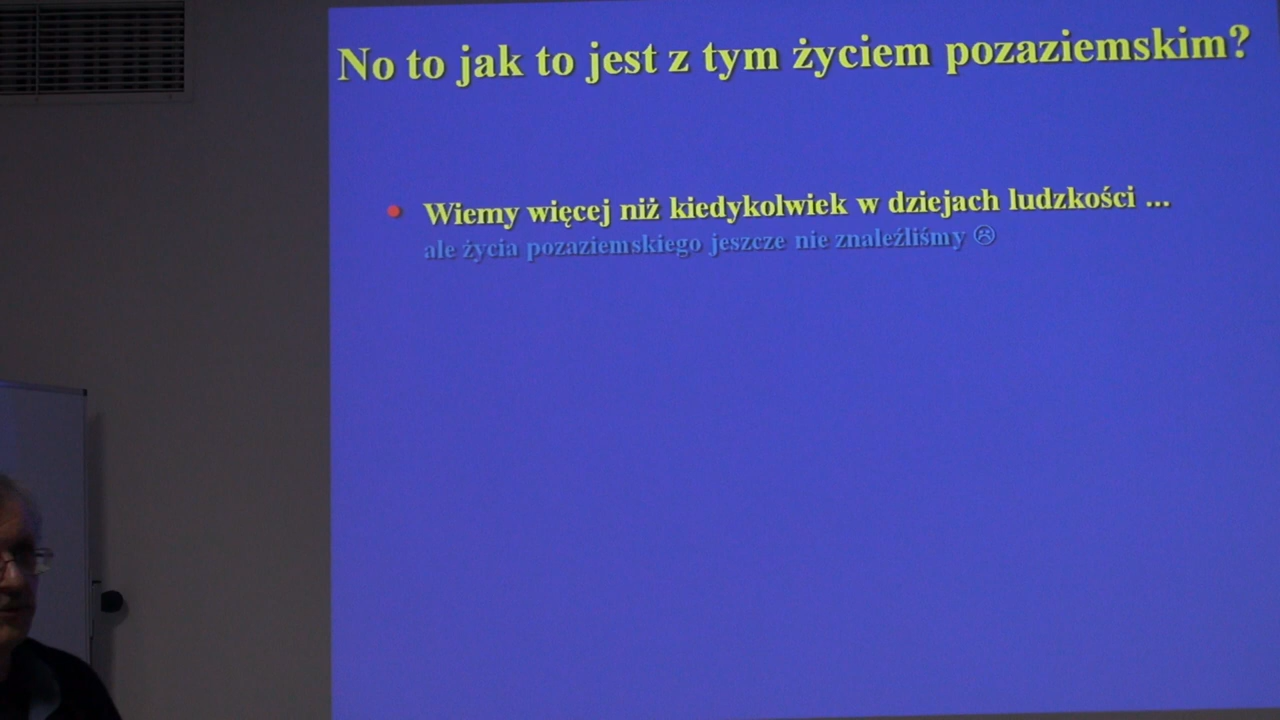 No to jak to jest z tym życiem pozaziemskim?
• Wiemy więcej niż kiedykolwiek w dziejach ludzkości ...
ale życia pozaziemskiego jeszcze nie znaleźliśmy ☹